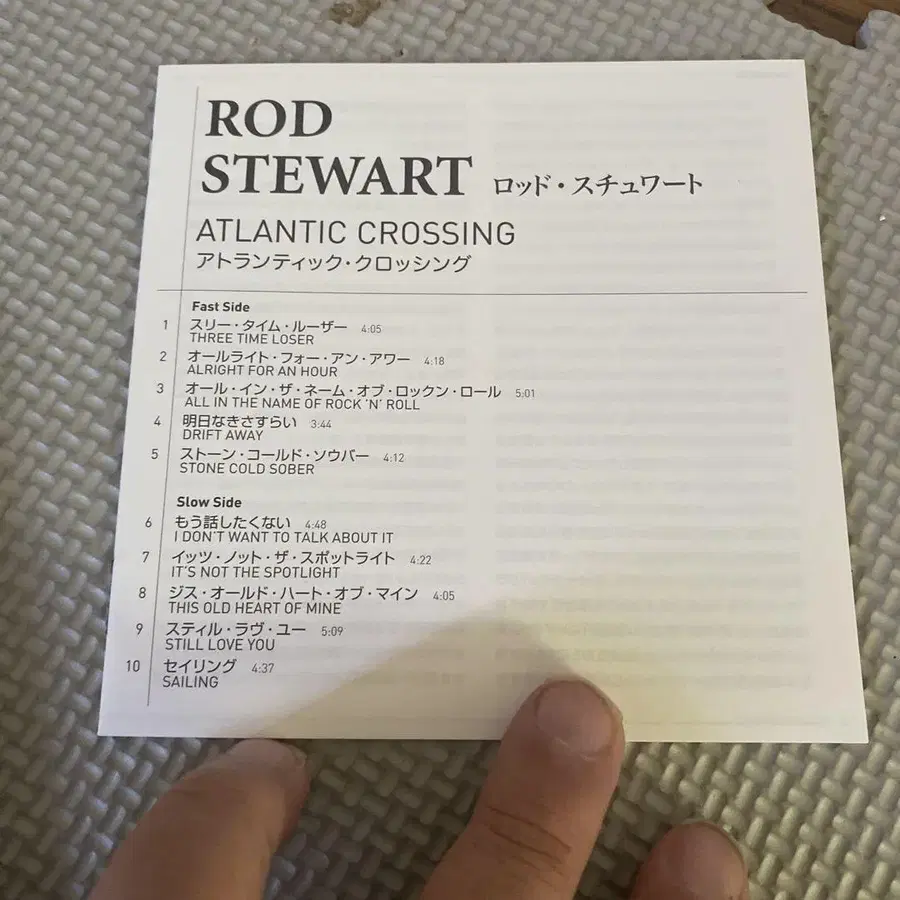 ROD
STEWART ロッド・スチュワート
ATLANTIC CROSSING
アトランティック・クロッシング
Fast Side
1 スリー・タイム・ルーザー 4:05
THREE TIME LOSER
2 オールライト・フォー・アン・アワー 4:18
ALRIGHT FOR AN HOUR
3 オール・イン・ザ・ネーム・オブ・ロックン・ロール 5:01
ALL IN THE NAME OF ROCK 'N' ROLL
4 明日なきさすらい 3:44
DRIFT AWAY
5 ストーン・コールド・ソウバー 4:12
STONE COLD SOBER
Slow Side
6 もう話したくない 4:48
I DON'T WANT TO TALK ABOUT IT
7 イッツ・ノット・ザ・スポットライト 4:22
IT'S NOT THE SPOTLIGHT
8 ジス・オールド・ハート・オブ・マイン 4:05
THIS OLD HEART OF MINE
9 スティル・ラヴ・ユー 5:09
STILL LOVE YOU
10 セイリング 4:37
SAILING